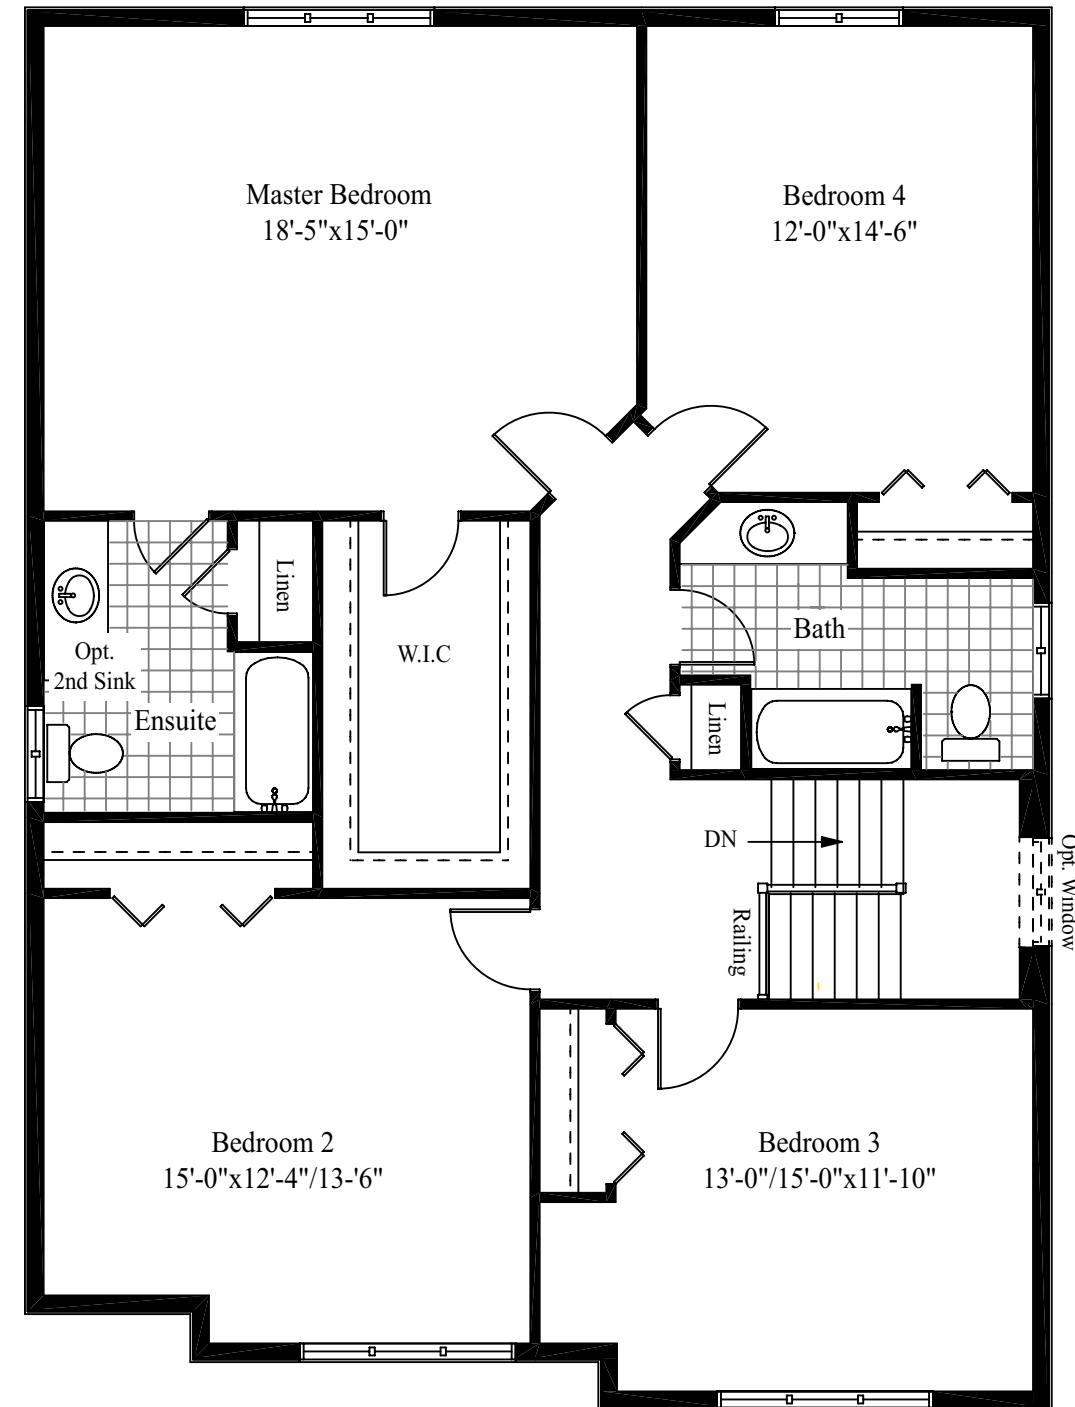 Master Bedroom
18'-5"x15'-0"
Bedroom 4
12'-0"x14'-6"
Linen
Opt.
2nd Sink
Ensuite
W.I.C
Bath
Linen
DN
Railing
Opt. Window
Bedroom 2
15'-0"x12'-4"/13-'6"
Bedroom 3
13'-0"/15'-0"x11'-10"